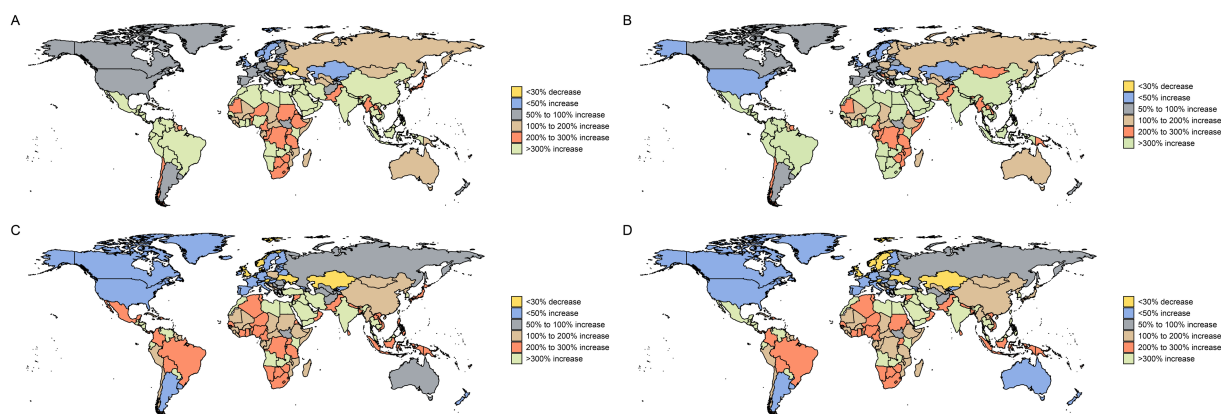 A
<30% decrease
<50% increase
50% to 100% increase
100% to 200% increase
200% to 300% increase
>300% increase
B
<30% decrease
<50% increase
50% to 100% increase
100% to 200% increase
200% to 300% increase
>300% increase
C
<30% decrease
<50% increase
50% to 100% increase
100% to 200% increase
200% to 300% increase
>300% increase
D
<30% decrease
<50% increase
50% to 100% increase
100% to 200% increase
200% to 300% increase
>300% increase